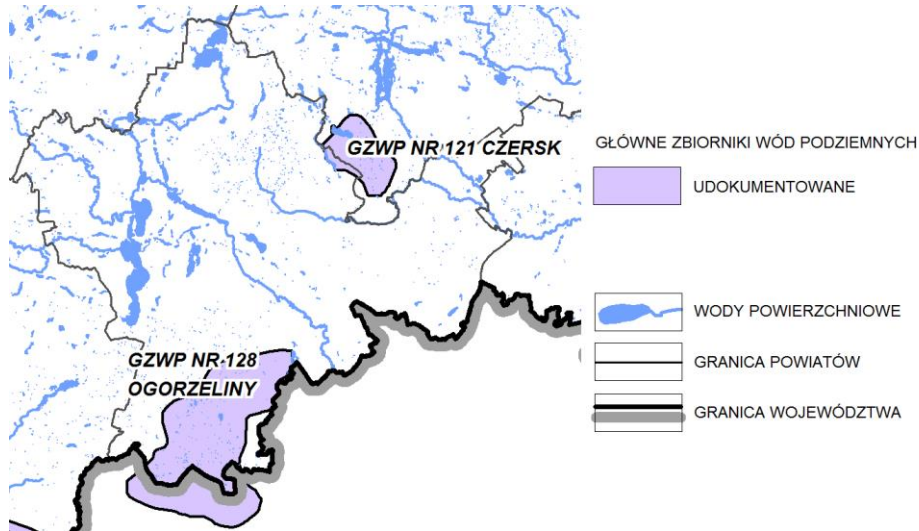 GZWP NR 121 CZERSK
GZWP NR 128
OGORZELINY
GŁÓWNE ZBIORNIKI WÓD PODZIEMNYCH
UDOKUMENTOWANE
WODY POWIERZCHNIOWE
GRANICA POWIATÓW
GRANICA WOJEWÓDZTWA